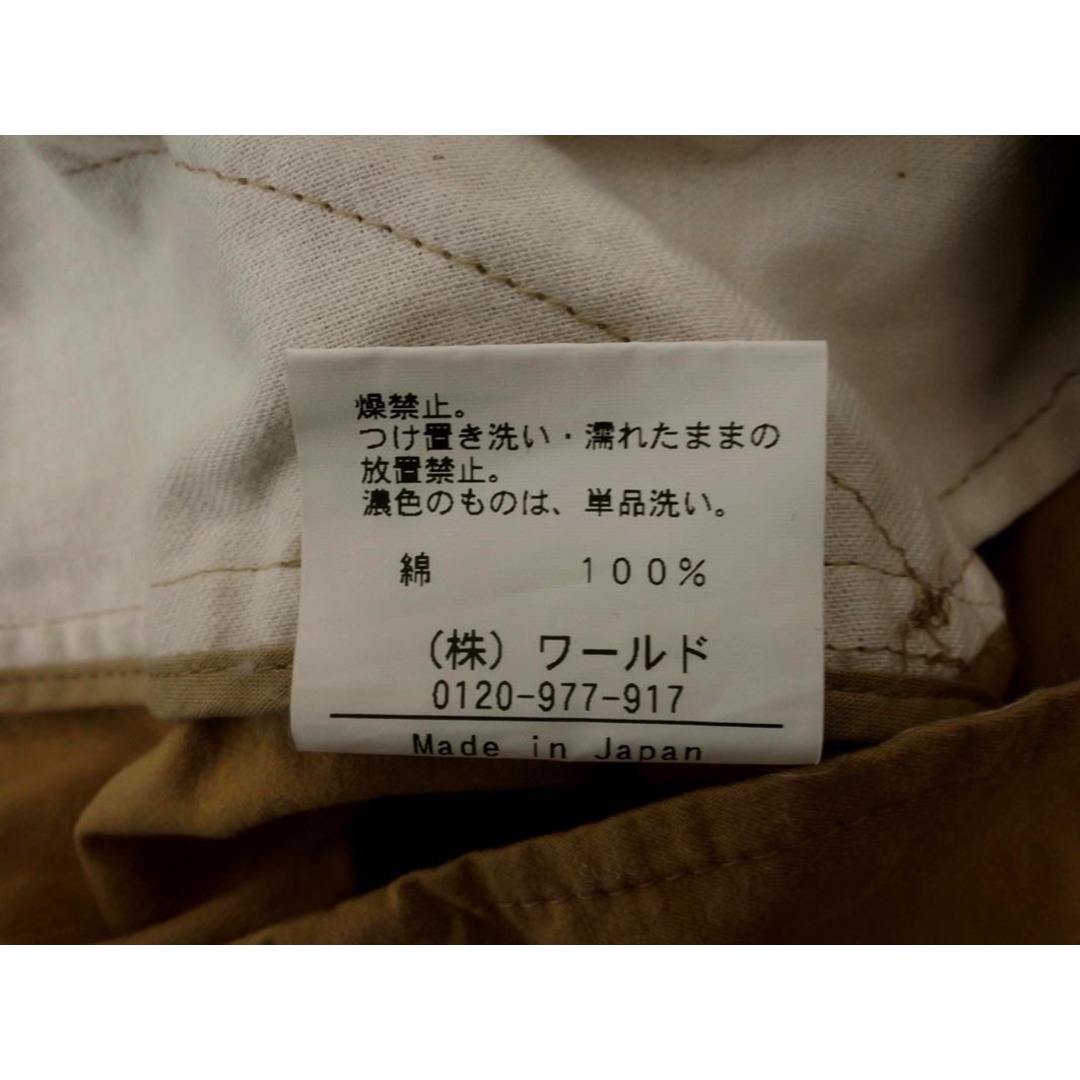 燥禁止。
つけ置き洗い・濡れたままの
放置禁止。
濃色のものは、単品洗い。
綿 100%
(株)ワールド
0120-977-917
Made in Japan